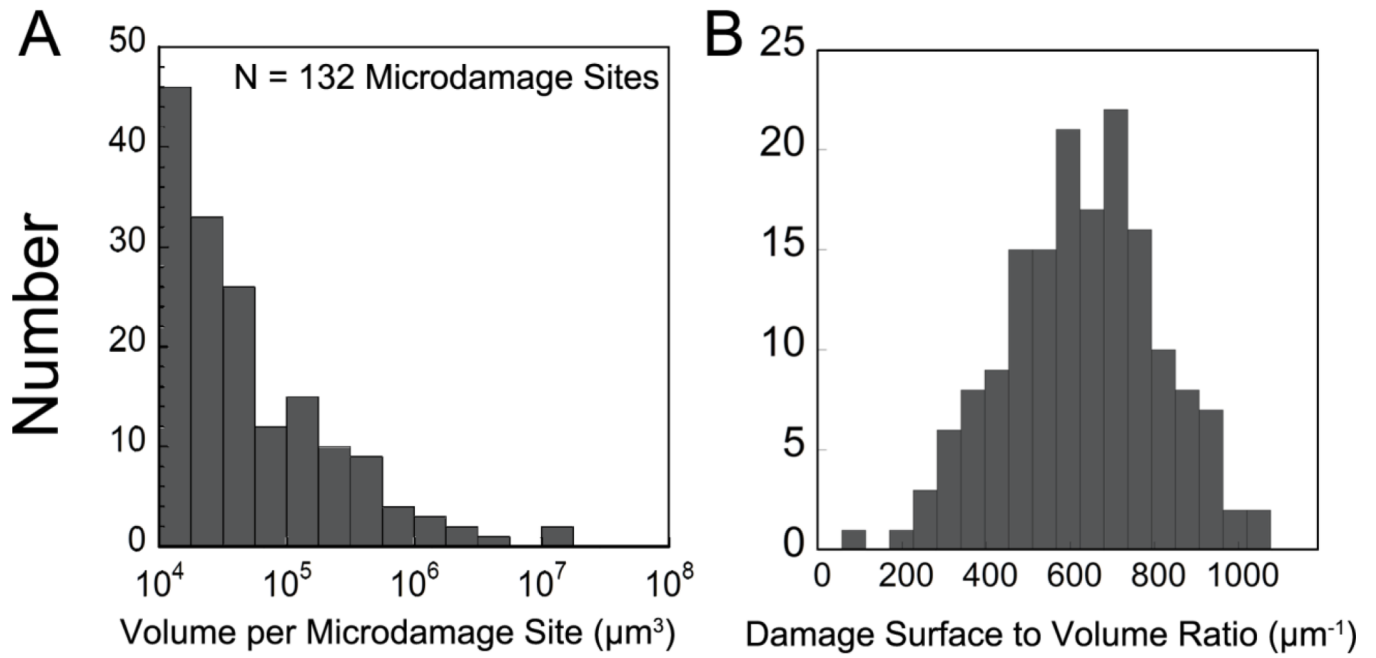 A
50
N = 132 Microdamage Sites
40
30
20
10
0
Number
10⁴ 10⁵ 10⁶ 10⁷ 10⁸
Volume per Microdamage Site (µm³)
B
25
20
15
10
5
0
0 200 400 600 800 1000
Damage Surface to Volume Ratio (µm⁻¹)